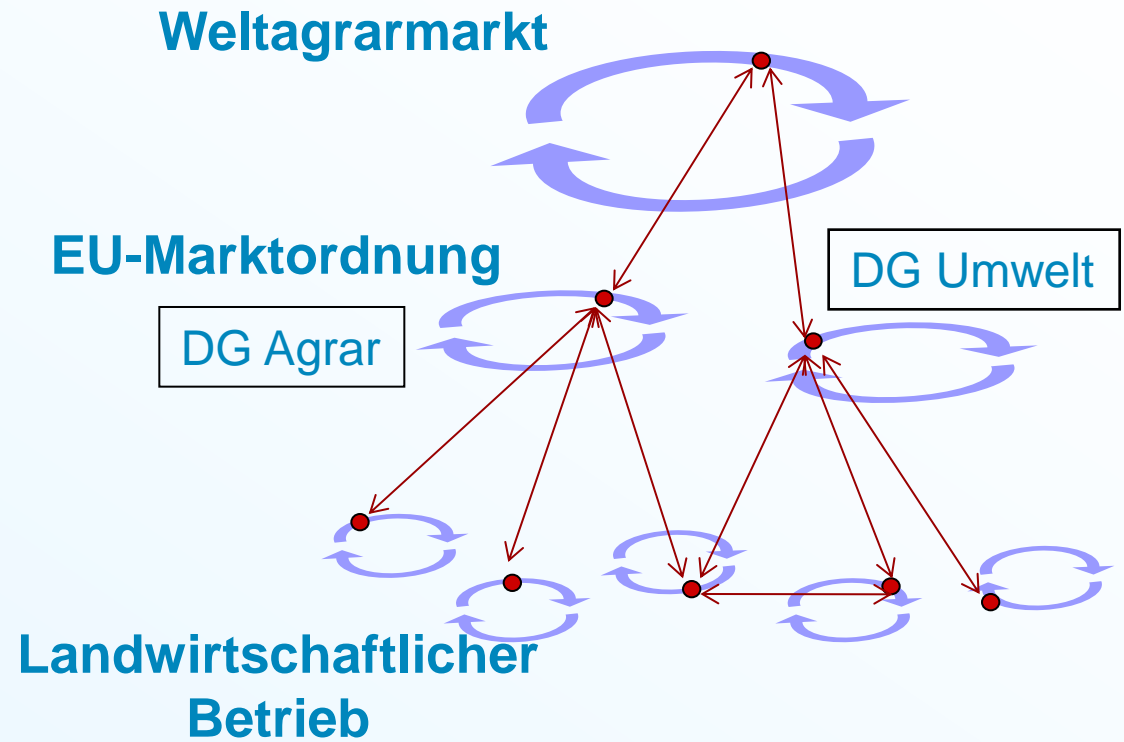 Weltagrarmarkt
EU-Marktordnung
DG Umwelt
DG Agrar
Landwirtschaftlicher
Betrieb